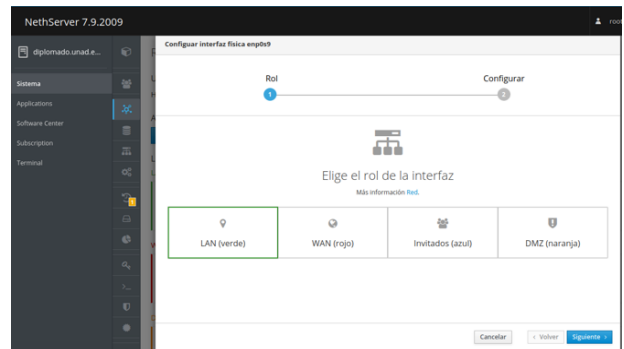 NethServer 7.9.2009
root
diplomado.unad.e...
Sistema
Applications
Software Center
Subscription
Terminal
1
Configuar interfaz física enp0s9
Rol
Configurar
1
2
Elige el rol de la interfaz
Más información Red.
LAN (verde)
WAN (rojo)
Invitados (azul)
DMZ (naranja)
Cancelar
‹ Volver
Siguiente ›